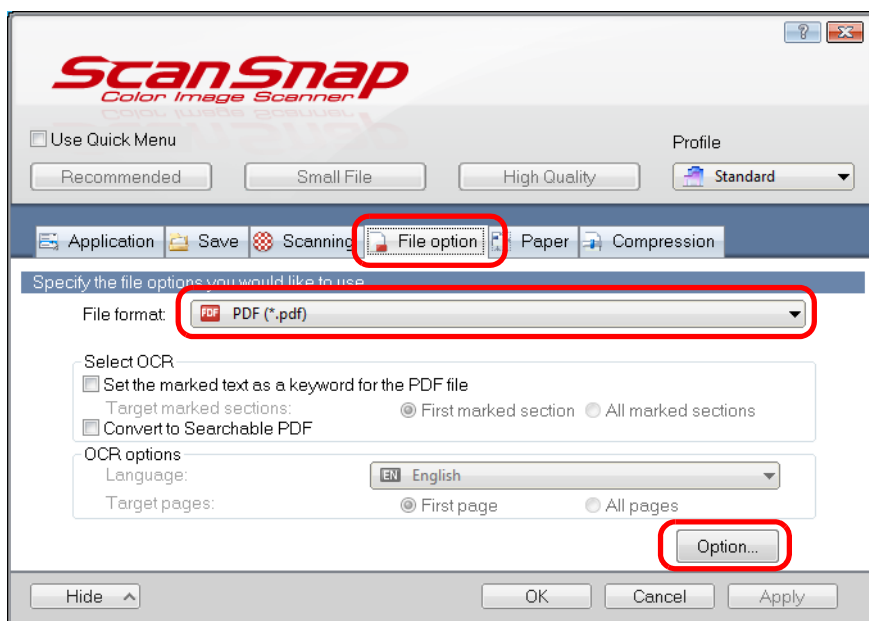 ScanSnap
Color Image Scanner
Use Quick Menu
Profile
Recommended Small File High Quality Standard
Application Save Scanning File option Paper Compression
Specify the file options you would like to use.
File format: PDF PDF (*.pdf)
Select OCR
Set the marked text as a keyword for the PDF file
Target marked sections: First marked section All marked sections
Convert to Searchable PDF
OCR options
Language: EN English
Target pages: First page All pages
Option...
Hide OK Cancel Apply